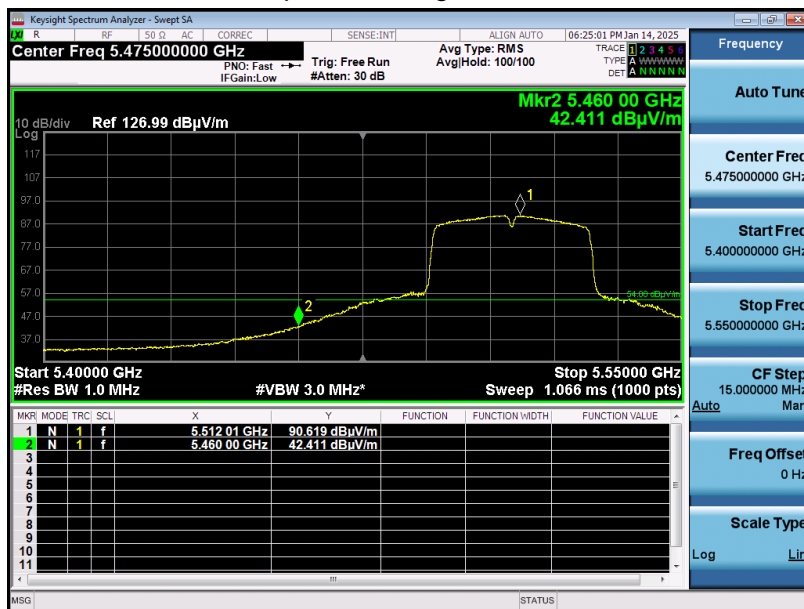 Keysight Spectrum Analyzer - Swept SA
LXI R RF 50 Ω AC CORREC SENSE:INT ALIGN AUTO 06:25:01 PM Jan 14, 2025
Center Freq 5.475000000 GHz
PNO: Fast
IFGain:Low
Trig: Free Run
#Atten: 30 dB
Avg Type: RMS
Avg|Hold: 100/100
TRACE 1 2 3 4 5 6
TYPE A W W W W W
DET A N N N N N
Mkr2 5.460 00 GHz
42.411 dBµV/m
10 dB/div Ref 126.99 dBµV/m
Log
117
107
97.0
87.0
77.0
67.0
57.0
47.0
37.0
1
2
54.00 dBµV/m
Start 5.40000 GHz Stop 5.55000 GHz
#Res BW 1.0 MHz #VBW 3.0 MHz* Sweep 1.066 ms (1000 pts)
MKR MODE TRC SCL X Y FUNCTION FUNCTION WIDTH FUNCTION VALUE
1 N 1 f 5.512 01 GHz 90.619 dBµV/m
2 N 1 f 5.460 00 GHz 42.411 dBµV/m
3
4
5
6
7
8
9
10
11
MSG STATUS
Frequency
Auto Tune
Center Freq
5.475000000 GHz
Start Freq
5.400000000 GHz
Stop Freq
5.550000000 GHz
CF Step
15.000000 MHz
Auto Man
Freq Offset
0 Hz
Scale Type
Log Lin